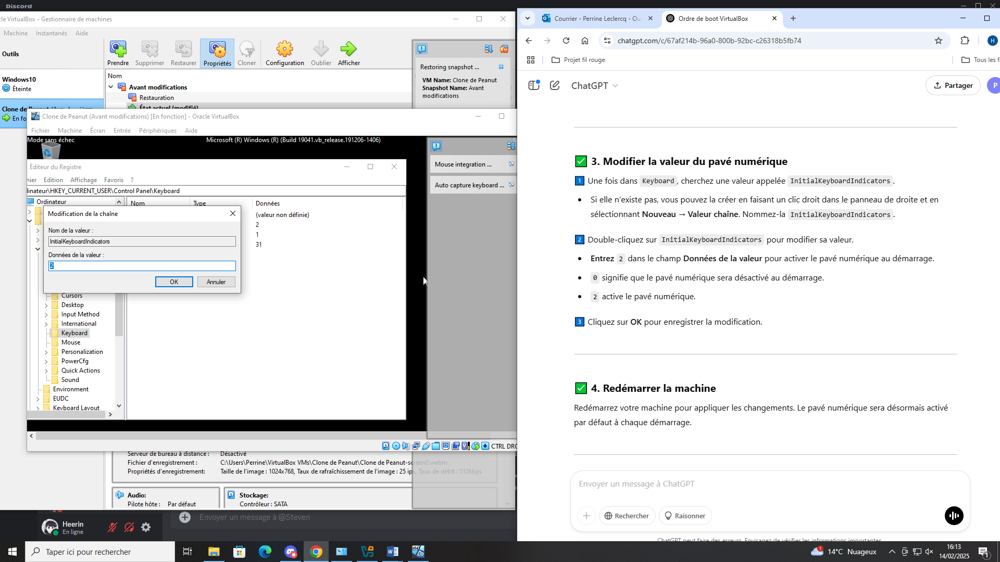 Discord
cle VirtualBox - Gestionnaire de machines
Machine Instantanés Aide
Outils
Windows10
Éteinte
Clone de
En fo
Prendre Supprimer Restaurer Propriétés Cloner Configuration Oublier Afficher
Nom
Avant modifications
Restauration
État actuel (modifié)
Restoring snapshot ...
VM Name: Clone de Peanut
Snapshot Name: Avant
modifications
Clone de Peanut (Avant modifications) [En fonction] - Oracle VirtualBox
Fichier Machine Écran Entrée Périphériques Aide
Mode sans échec
Microsoft (R) Windows (R) (Build 19041.vb_release.191206-1406)
Mouse integration ...
Auto capture keyboard ...
Éditeur du Registre
hier Edition Affichage Favoris ?
dinateur\HKEY_CURRENT_USER\Control Panel\Keyboard
Ordinateur
Nom Type Données
(valeur non définie)
2
1
31
Modification de la chaîne
Nom de la valeur :
InitialKeyboardIndicators
Données de la valeur :
2
OK Annuler
Cursors
Desktop
Input Method
International
Keyboard
Mouse
Personalization
PowerCfg
Quick Actions
Sound
Environment
EUDC
Keyboard Layout
CTRL DRO
Serveur de bureau à distance : Désactivé
Fichier d'enregistrement : C:\Users\Perrine\VirtualBox VMs\Clone de Peanut\Clone de Peanut-screen0.webm
Propriétés d'enregistrement: Taille de l'image : 1024x768, Taux de rafraîchissement de l'image : 25 ips, Taux de débit : 512kbps
Audio:
Pilote hôte : Par défaut
Stockage:
Contrôleur : SATA
Heerin
En ligne
Envoyer un message à @Steven
Courrier - Perrine Leclercq - Ou
Ordre de boot VirtualBox
chatgpt.com/c/67af214b-96a0-800b-92bc-c26318b5fb74
H
Projet fil rouge
Tous les fa
ChatGPT
Partager
P
3. Modifier la valeur du pavé numérique
1 Une fois dans Keyboard, cherchez une valeur appelée InitialKeyboardIndicators.
• Si elle n'existe pas, vous pouvez la créer en faisant un clic droit dans le panneau de droite et en
sélectionnant Nouveau → Valeur chaîne. Nommez-la InitialKeyboardIndicators.
2 Double-cliquez sur InitialKeyboardIndicators pour modifier sa valeur.
• Entrez 2 dans le champ Données de la valeur pour activer le pavé numérique au démarrage.
• 0 signifie que le pavé numérique sera désactivé au démarrage.
• 2 active le pavé numérique.
3 Cliquez sur OK pour enregistrer la modification.
4. Redémarrer la machine
Redémarrez votre machine pour appliquer les changements. Le pavé numérique sera désormais activé
par défaut à chaque démarrage.
Envoyer un message à ChatGPT
Rechercher
Raisonner
ChatGPT peut faire des erreurs. Envisagez de vérifier les informations importantes.
Taper ici pour rechercher
14°C Nuageux
16:13
14/02/2025